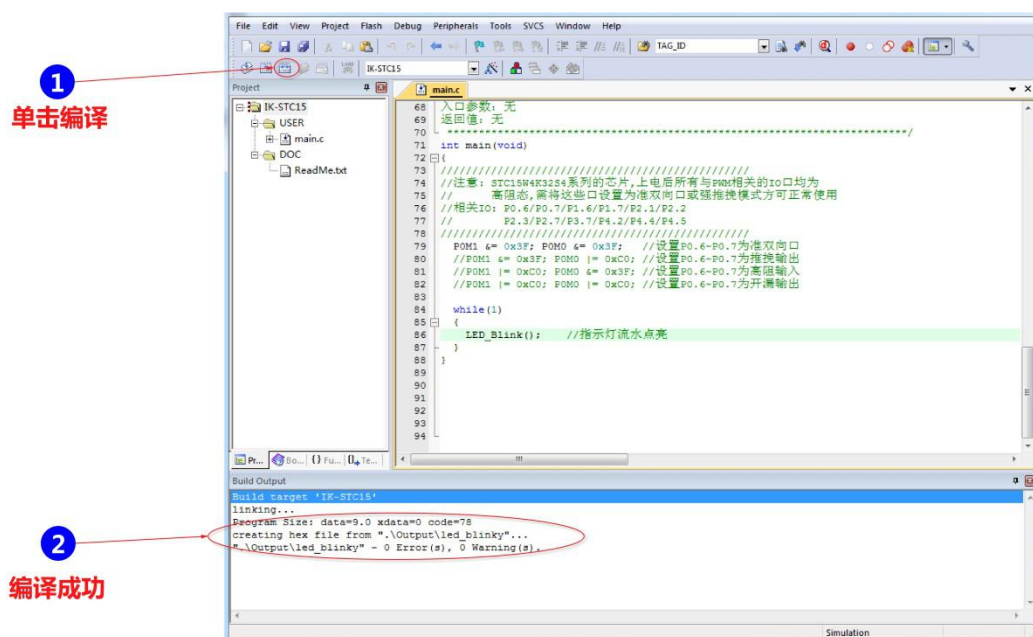 File Edit View Project Flash Debug Peripherals Tools SVCS Window Help
TAG_ID
IK-STC15
Project
main.c
1
单击编译
IK-STC15
USER
main.c
DOC
ReadMe.txt
68 入口参数：无
69 返回值：无
70 *************************************************************************/
71 int main(void)
72 {
73 /////////////////////////////////////////////////
74 //注意：STC15W4K32S4系列的芯片,上电后所有与PWM相关的IO口均为
75 // 高阻态,需将这些口设置为准双向口或强推挽模式方可正常使用
76 //相关IO: P0.6/P0.7/P1.6/P1.7/P2.1/P2.2
77 // P2.3/P2.7/P3.7/P4.2/P4.4/P4.5
78 /////////////////////////////////////////////////
79 P0M1 &= 0x3F; P0M0 &= 0x3F; //设置P0.6~P0.7为准双向口
80 //P0M1 &= 0x3F; P0M0 |= 0xC0; //设置P0.6~P0.7为推挽输出
81 //P0M1 |= 0xC0; P0M0 &= 0x3F; //设置P0.6~P0.7为高阻输入
82 //P0M1 |= 0xC0; P0M0 |= 0xC0; //设置P0.6~P0.7为开漏输出
83
84 while(1)
85 {
86 LED_Blink(); //指示灯流水点亮
87 }
88 }
89
90
91
92
93
94
Pr... Bo... {} Fu... Te...
Build Output
Build target 'IK-STC15'
linking...
Program Size: data=9.0 xdata=0 code=78
creating hex file from ".\Output\led_blinky"...
".\Output\led_blinky" - 0 Error(s), 0 Warning(s).
2
编译成功
Simulation